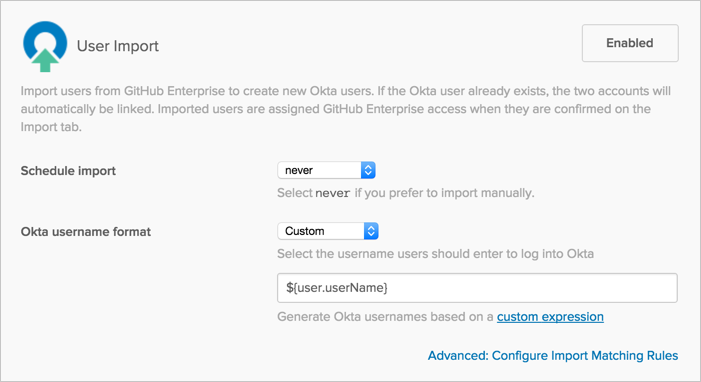 User Import
Enabled
Import users from GitHub Enterprise to create new Okta users. If the Okta user already exists, the two accounts will
automatically be linked. Imported users are assigned GitHub Enterprise access when they are confirmed on the
Import tab.
Schedule import
never
Select never if you prefer to import manually.
Okta username format
Custom
Select the username users should enter to log into Okta
${user.userName}
Generate Okta usernames based on a custom expression
Advanced: Configure Import Matching Rules